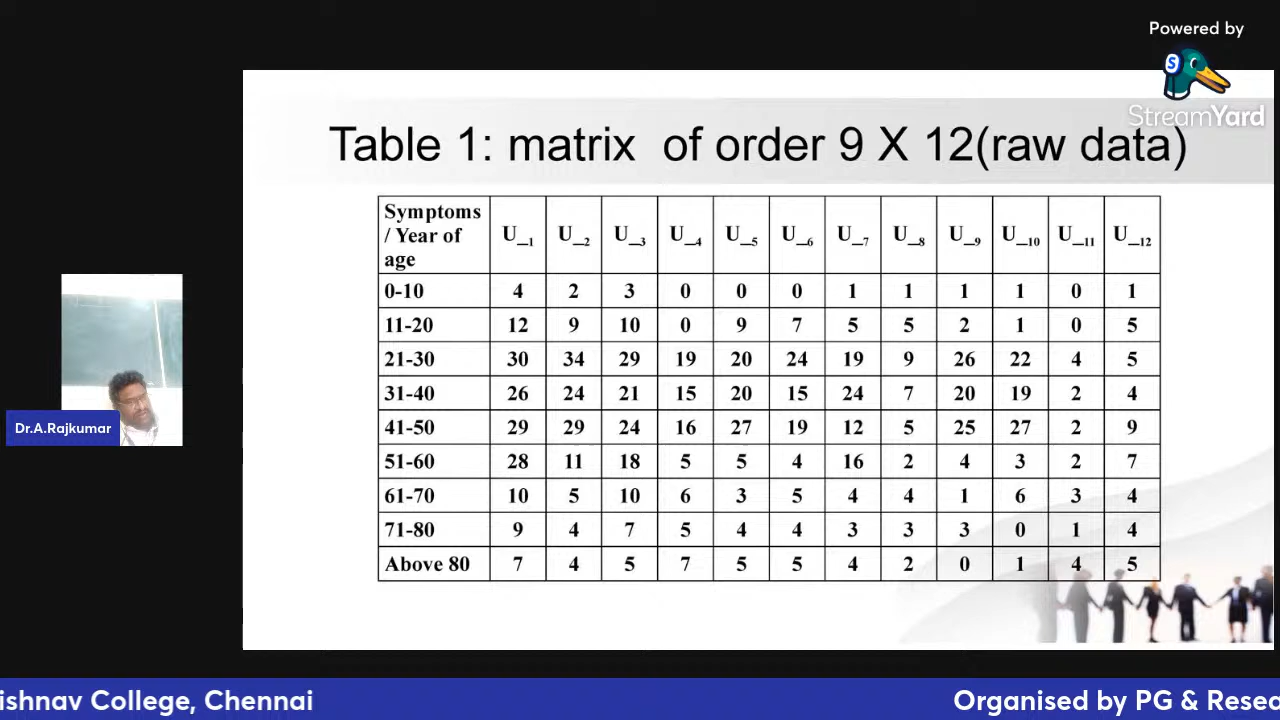 Powered by
S
StreamYard
Table 1: matrix of order 9 X 12(raw data)
Symptoms / Year of age U_1 U_2 U_3 U_4 U_5 U_6 U_7 U_8 U_9 U_10 U_11 U_12
0-10 4 2 3 0 0 0 1 1 1 1 0 1
11-20 12 9 10 0 9 7 5 5 2 1 0 5
21-30 30 34 29 19 20 24 19 9 26 22 4 5
31-40 26 24 21 15 20 15 24 7 20 19 2 4
41-50 29 29 24 16 27 19 12 5 25 27 2 9
51-60 28 11 18 5 5 4 16 2 4 3 2 7
61-70 10 5 10 6 3 5 4 4 1 6 3 4
71-80 9 4 7 5 4 4 3 3 3 0 1 4
Above 80 7 4 5 7 5 5 4 2 0 1 4 5
Dr.A.Rajkumar
ishnav College, Chennai Organised by PG & Resea